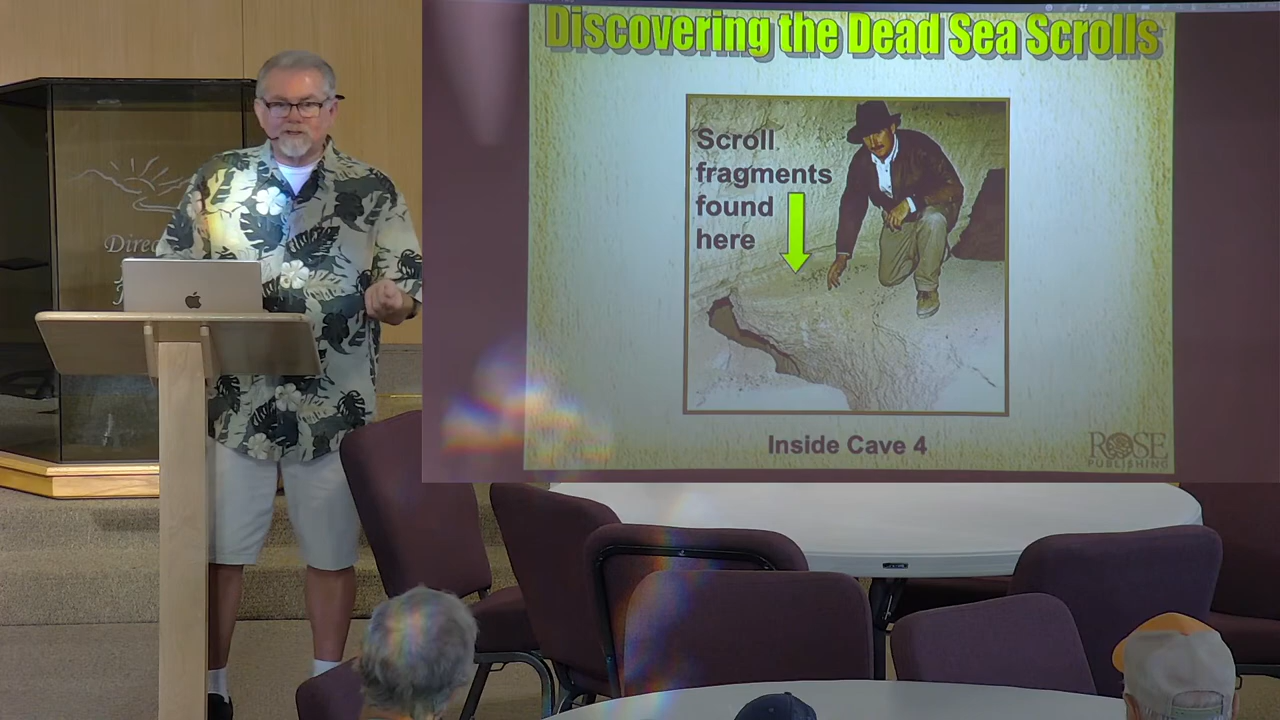 Discovering the Dead Sea Scrolls
Scroll
fragments
found
here
Inside Cave 4
ROSE
PUBLISHING